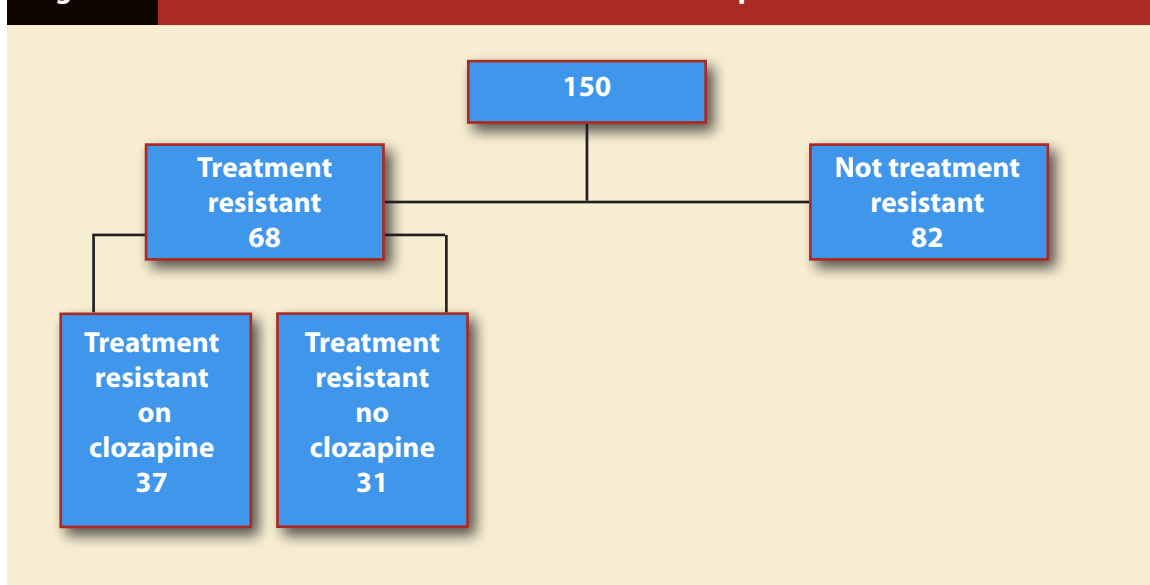 150
Treatment
resistant
68
Not treatment
resistant
82
Treatment
resistant
on
clozapine
37
Treatment
resistant
no
clozapine
31